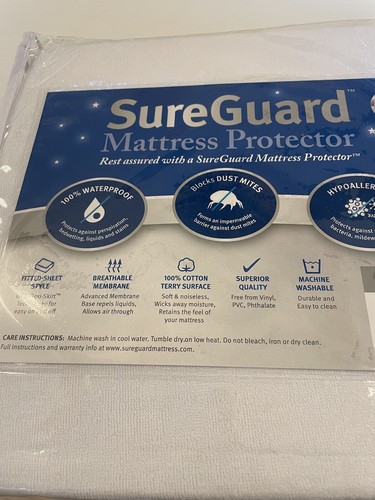 SureGuard™
Mattress Protector
Rest assured with a SureGuard Mattress Protector™
100% WATERPROOF
Protects against perspiration,
bedwetting, liquids and stains
Blocks DUST MITES
Forms an impermeable
barrier against dust mites
HYPOALLER
Protects against
bacteria, mildew
FITTED-SHEET
STYLE
for
easy on and off
BREATHABLE
MEMBRANE
Advanced Membrane
Base repels liquids,
Allows air through
100% COTTON
TERRY SURFACE
Soft & noiseless,
Wicks away moisture,
Retains the feel of
your mattress
SUPERIOR
QUALITY
Free from Vinyl,
PVC, Phthalate
MACHINE
WASHABLE
Durable and
Easy to clean
CARE INSTRUCTIONS: Machine wash in cool water. Tumble dry on low heat. Do not bleach, iron or dry clean.
Full instructions and warranty info at www.sureguardmattress.com.